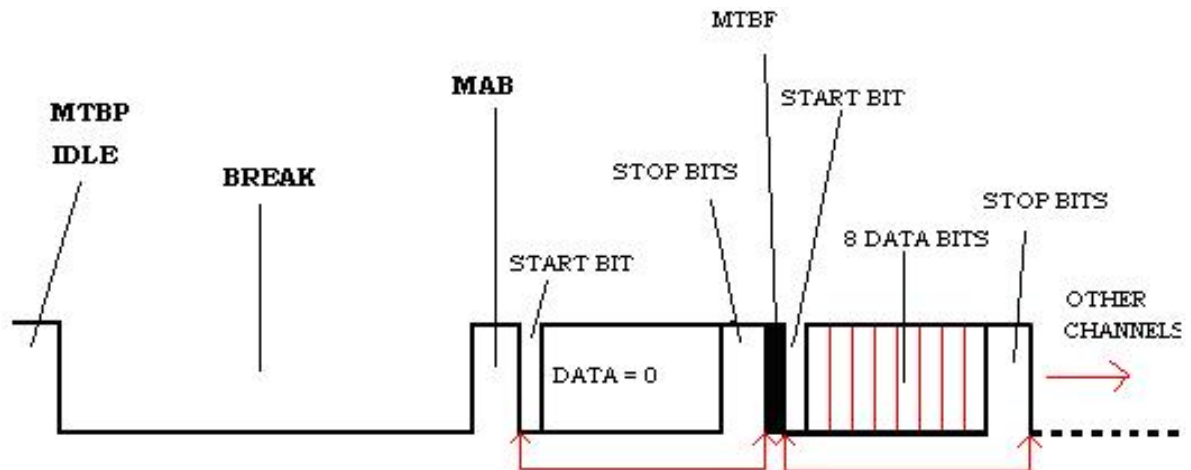 MTBF
MAB
START BIT
MTBP
IDLE
BREAK
STOP BITS
STOP BITS
8 DATA BITS
START BIT
OTHER
CHANNELS
DATA = 0